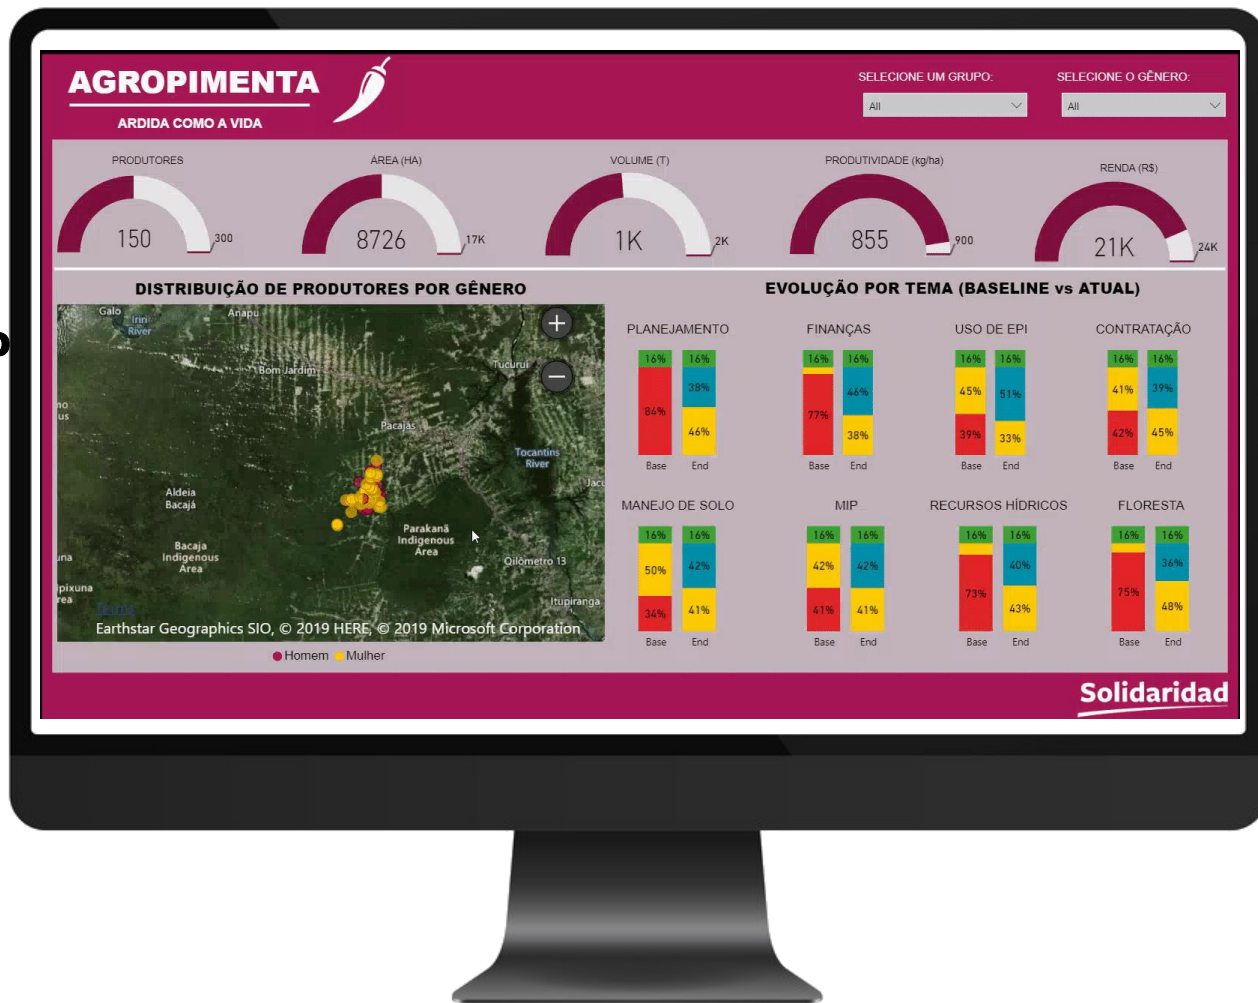 AGROPIMENTA
ARDIDA COMO A VIDA
SELECIONE UM GRUPO:
All
SELECIONE O GÊNERO:
All
PRODUTORES
150
300
ÁREA (HA)
8726
17K
VOLUME (T)
1K
2K
PRODUTIVIDADE (kg/ha)
855
900
RENDA (R$)
21K
24K
DISTRIBUIÇÃO DE PRODUTORES POR GÊNERO
Galo
Iriri
River
Anapu
Bom Jardim
Tucuruí
Pacajás
Tocantins
River
Aldeia
Bacajá
Bacaja
Indigenous
Area
Parakanã
Indigenous
Area
Qilômetro 13
Itupiranga
Earthstar Geographics SIO, © 2019 HERE, © 2019 Microsoft Corporation
Homem Mulher
EVOLUÇÃO POR TEMA (BASELINE vs ATUAL)
PLANEJAMENTO
16% 16%
38%
84%
46%
Base End
FINANÇAS
16% 16%
46%
77%
38%
Base End
USO DE EPI
16% 16%
45% 51%
39% 33%
Base End
CONTRATAÇÃO
16% 16%
41% 39%
42% 45%
Base End
MANEJO DE SOLO
16% 16%
50% 42%
34% 41%
Base End
MIP
16% 16%
42% 42%
41% 41%
Base End
RECURSOS HÍDRICOS
16% 16%
40%
73%
43%
Base End
FLORESTA
16% 16%
36%
75%
48%
Base End
Solidaridad